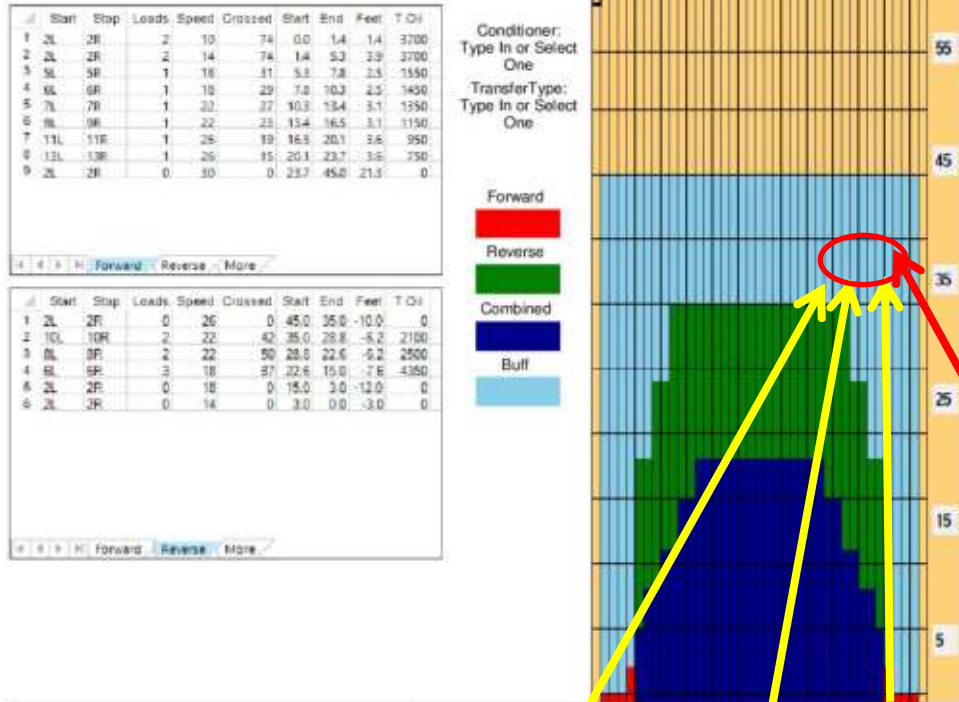 Start Stop Loads Speed Crossed Start End Feet T Oil
1 2L 2R 2 10 74 0.0 1.4 1.4 3700
2 2L 2R 2 14 74 1.4 5.3 3.9 3700
3 5L 5R 1 18 31 5.3 7.8 2.5 1550
4 6L 6R 1 18 29 7.8 10.3 2.5 1450
5 7L 7R 1 22 27 10.3 13.4 3.1 1350
6 9L 9R 1 22 23 13.4 16.5 3.1 1150
7 11L 11R 1 26 19 16.5 20.1 3.6 950
8 13L 13R 1 26 15 20.1 23.7 3.6 750
9 2L 2R 0 30 0 23.7 45.0 21.3 0
Forward Reverse More
Start Stop Loads Speed Crossed Start End Feet T Oil
1 2L 2R 0 26 0 45.0 35.0 -10.0 0
2 10L 10R 2 22 42 35.0 28.8 -6.2 2100
3 8L 8R 2 22 50 28.8 22.6 -6.2 2500
4 6L 6R 3 18 87 22.6 15.0 -7.6 4350
5 2L 2R 0 18 0 15.0 3.0 -12.0 0
6 2L 2R 0 14 0 3.0 0.0 -3.0 0
Forward Reverse More
Conditioner:
Type In or Select
One
TransferType:
Type In or Select
One
Forward
Reverse
Combined
Buff
55
45
35
25
15
5